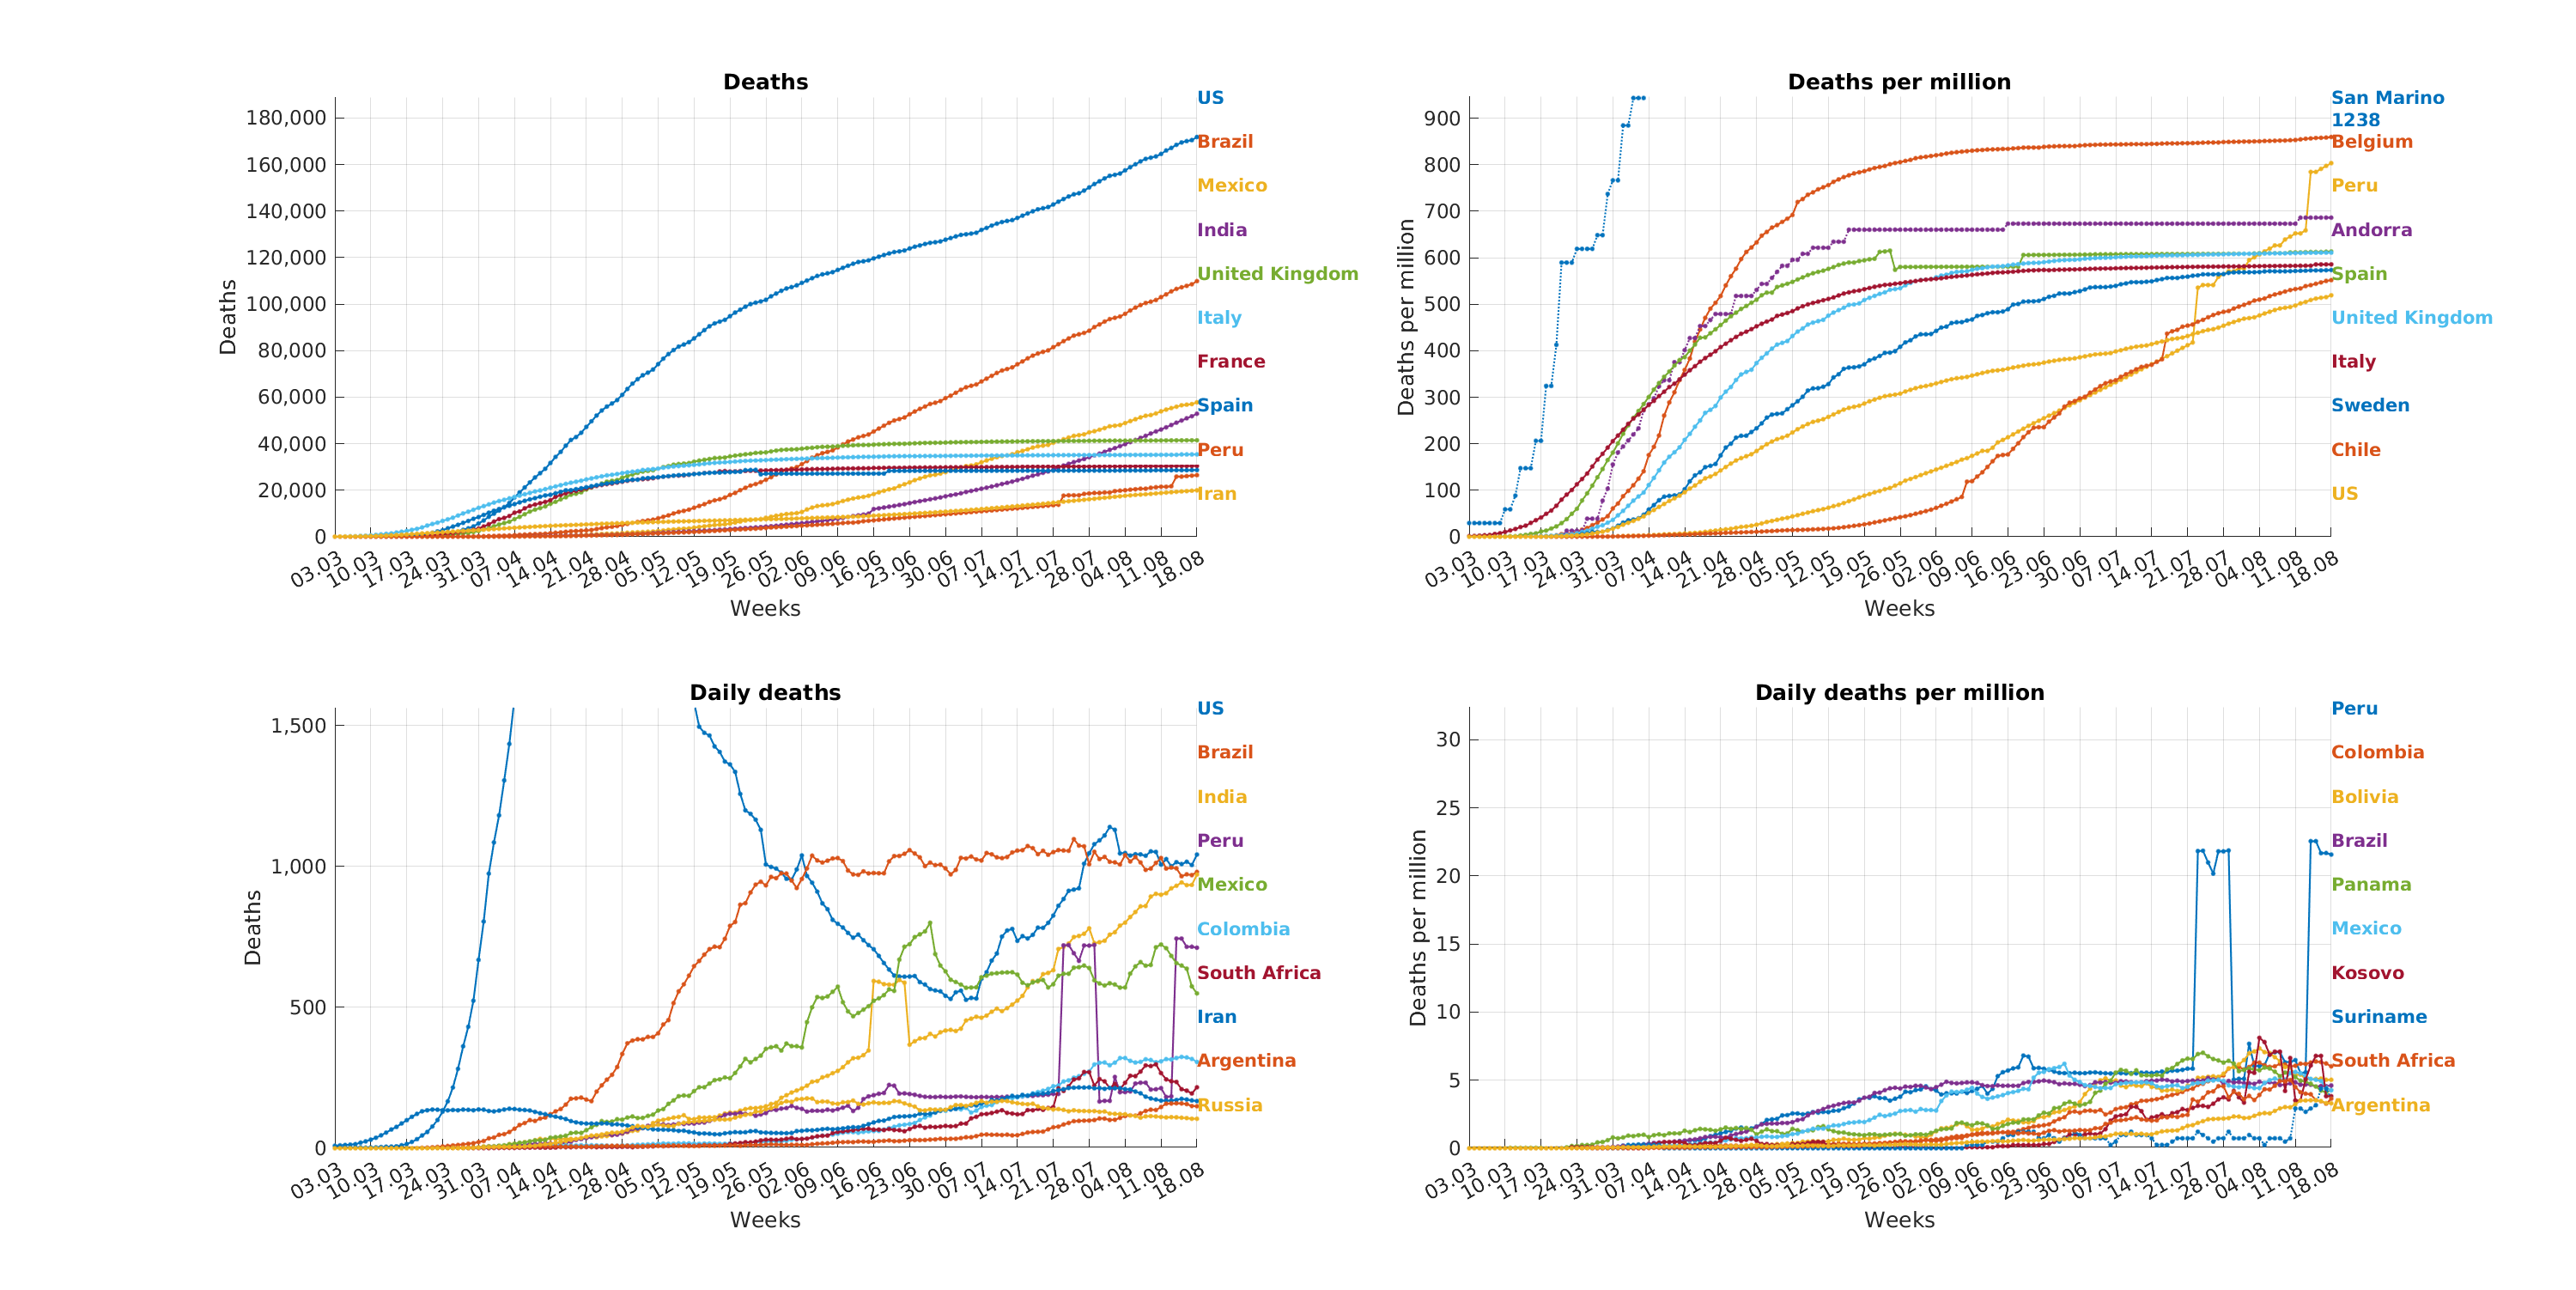 Deaths
180,000
160,000
140,000
120,000
100,000
80,000
60,000
40,000
20,000
0
Deaths
03.03 10.03 17.03 24.03 31.03 07.04 14.04 21.04 28.04 05.05 12.05 19.05 26.05 02.06 09.06 16.06 23.06 30.06 07.07 14.07 21.07 28.07 04.08 11.08 18.08
Weeks
US
Brazil
Mexico
India
United Kingdom
Italy
France
Spain
Peru
Iran
Deaths per million
900
800
700
600
500
400
300
200
100
0
Deaths per million
03.03 10.03 17.03 24.03 31.03 07.04 14.04 21.04 28.04 05.05 12.05 19.05 26.05 02.06 09.06 16.06 23.06 30.06 07.07 14.07 21.07 28.07 04.08 11.08 18.08
Weeks
San Marino
1238
Belgium
Peru
Andorra
Spain
United Kingdom
Italy
Sweden
Chile
US
Daily deaths
1,500
1,000
500
0
Deaths
03.03 10.03 17.03 24.03 31.03 07.04 14.04 21.04 28.04 05.05 12.05 19.05 26.05 02.06 09.06 16.06 23.06 30.06 07.07 14.07 21.07 28.07 04.08 11.08 18.08
Weeks
US
Brazil
India
Peru
Mexico
Colombia
South Africa
Iran
Argentina
Russia
Daily deaths per million
30
25
20
15
10
5
0
Deaths per million
03.03 10.03 17.03 24.03 31.03 07.04 14.04 21.04 28.04 05.05 12.05 19.05 26.05 02.06 09.06 16.06 23.06 30.06 07.07 14.07 21.07 28.07 04.08 11.08 18.08
Weeks
Peru
Colombia
Bolivia
Brazil
Panama
Mexico
Kosovo
Suriname
South Africa
Argentina